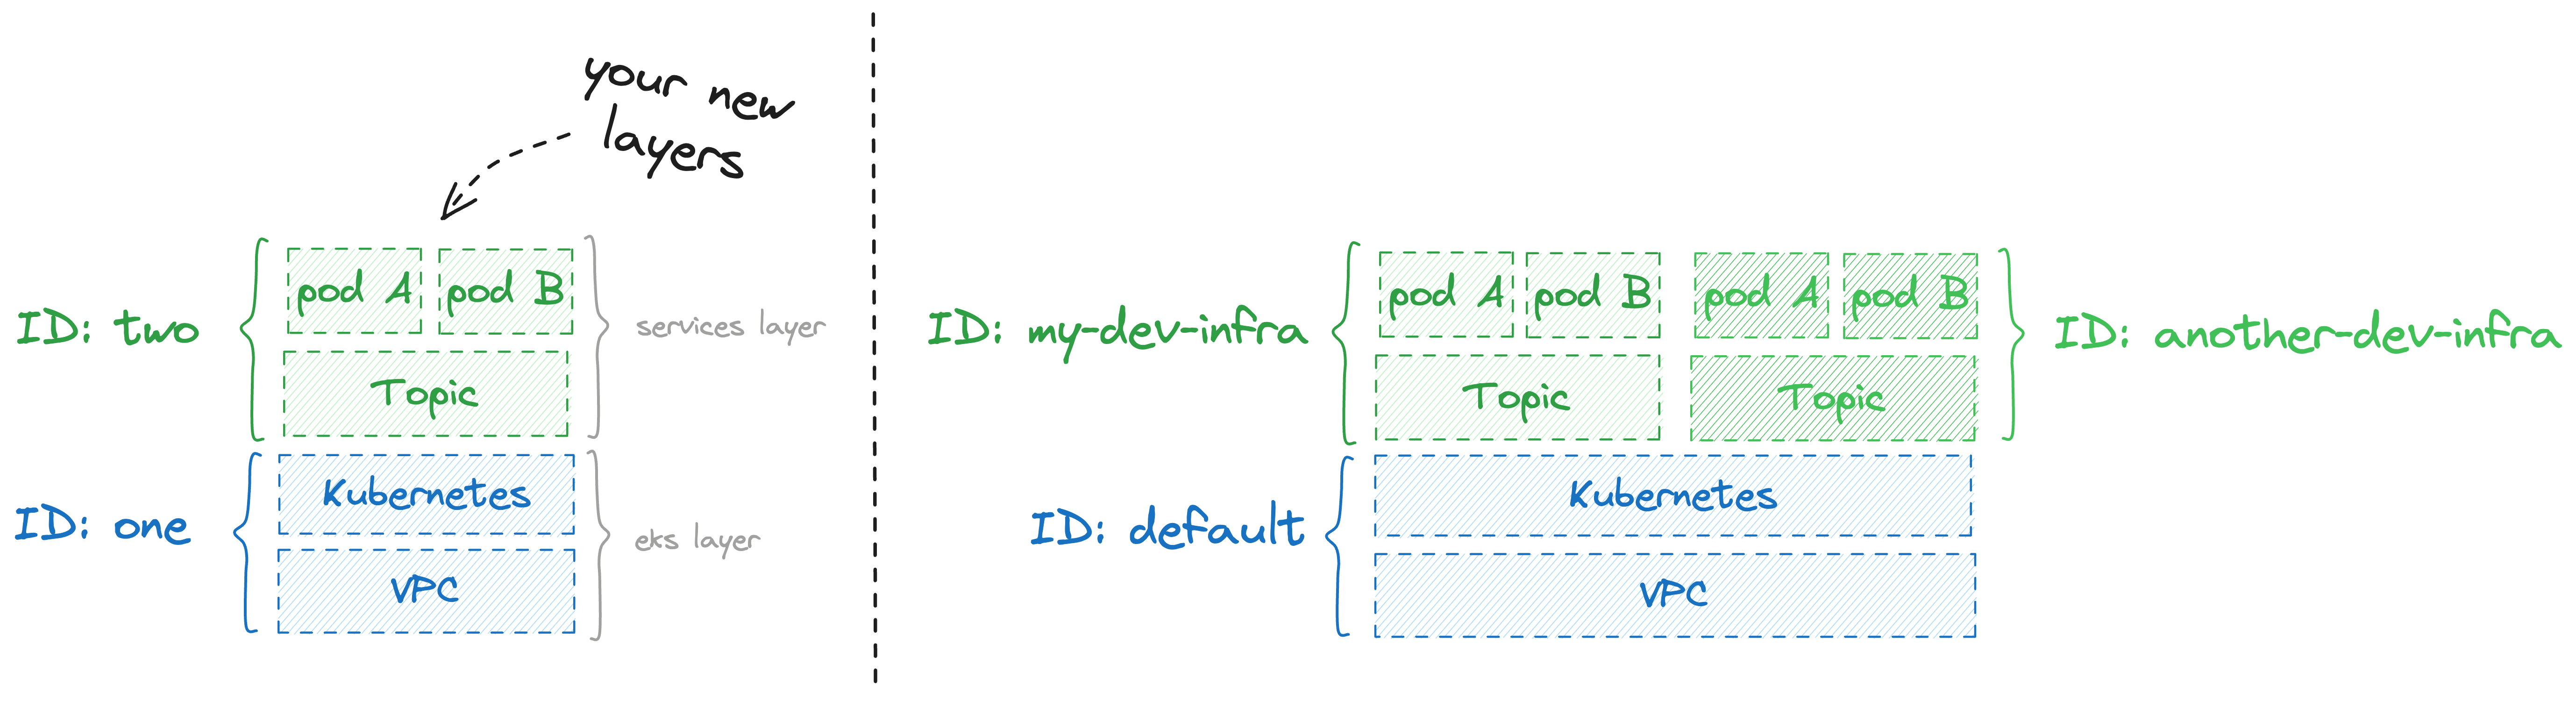 your new
layers
pod A
pod B
ID: two
services layer
Topic
Kubernetes
ID: one
eks layer
VPC
pod A
pod B
pod A
pod B
ID: my-dev-infra
ID: another-dev-infra
Topic
Topic
Kubernetes
ID: default
VPC